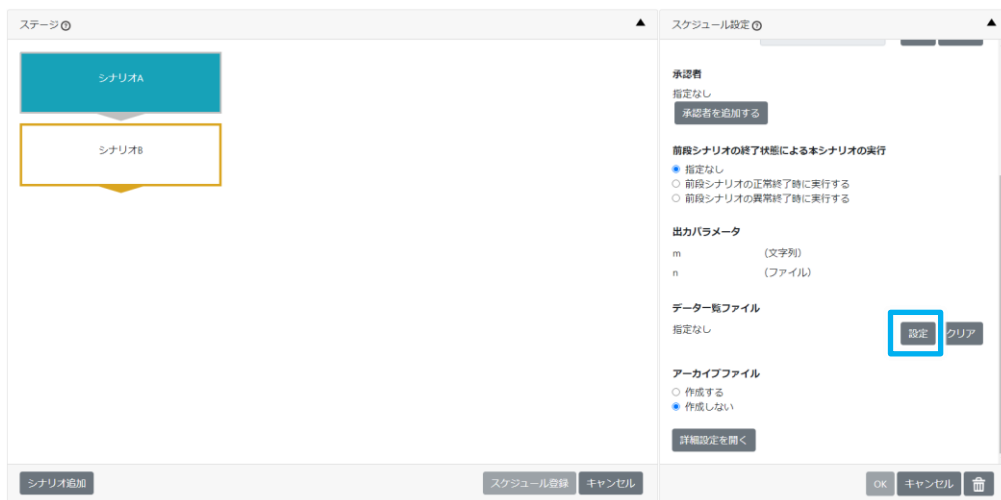 ステージ
シナリオA
シナリオB
シナリオ追加
スケジュール登録 キャンセル
スケジュール設定
承認者
指定なし
承認者を追加する
前段シナリオの終了状態による本シナリオの実行
指定なし
前段シナリオの正常終了時に実行する
前段シナリオの異常終了時に実行する
出力パラメータ
m (文字列)
n (ファイル)
データ一覧ファイル
指定なし
設定 クリア
アーカイブファイル
作成する
作成しない
詳細設定を開く
OK キャンセル